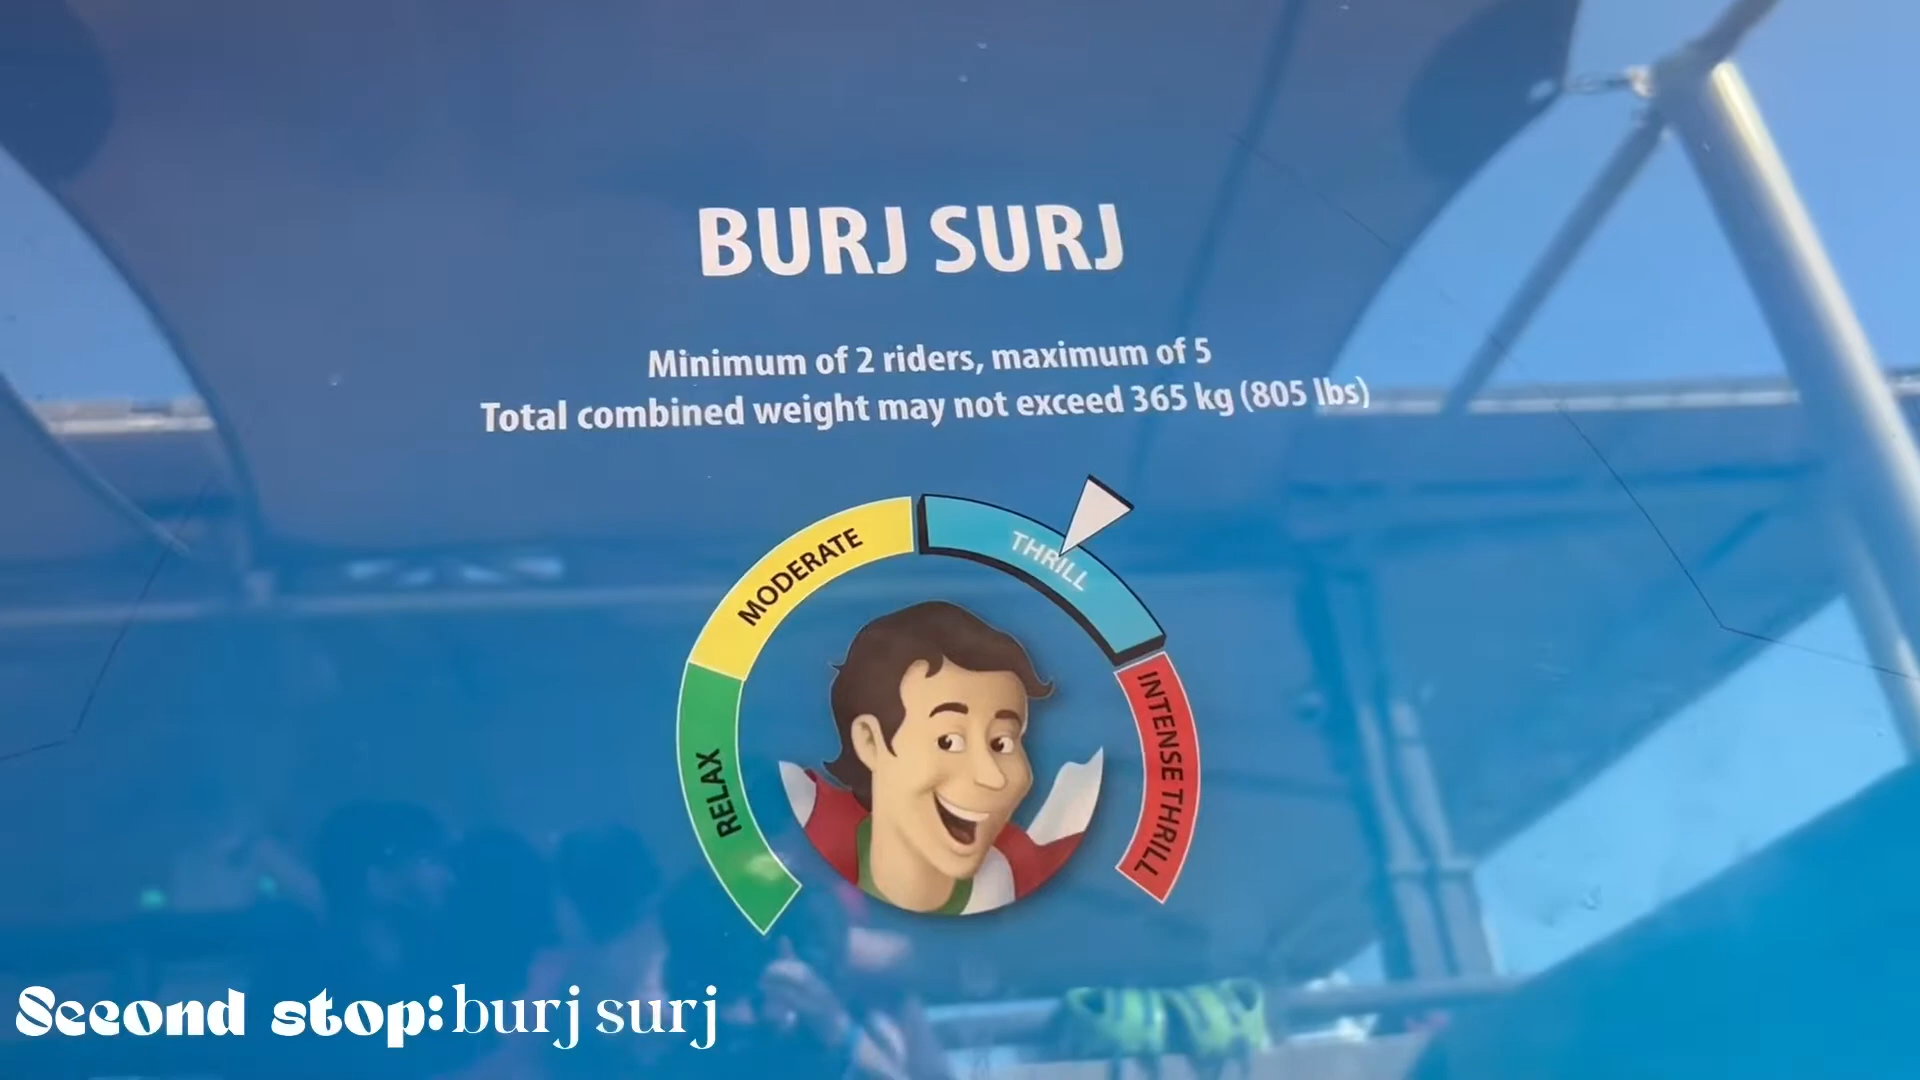 BURJ SURJ
Minimum of 2 riders, maximum of 5
Total combined weight may not exceed 365 kg (805 lbs)
MODERATE
THRILL
RELAX
INTENSE THRILL
Second stop:burj surj